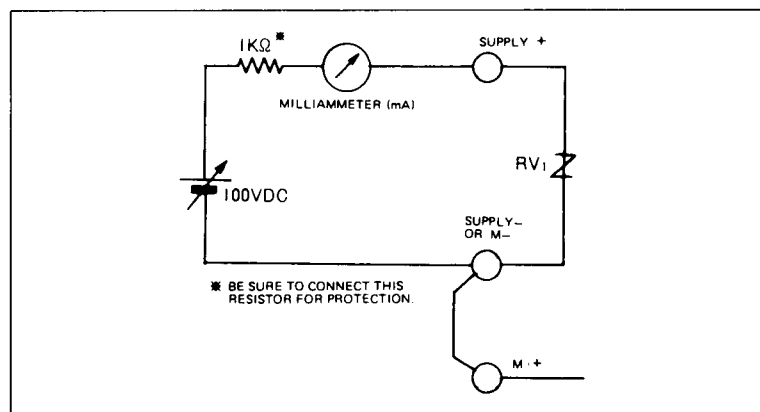 1KΩ*
SUPPLY +
MILLIAMMETER (mA)
RV1
100VDC
SUPPLY–
OR M–
* BE SURE TO CONNECT THIS
RESISTOR FOR PROTECTION.
M +